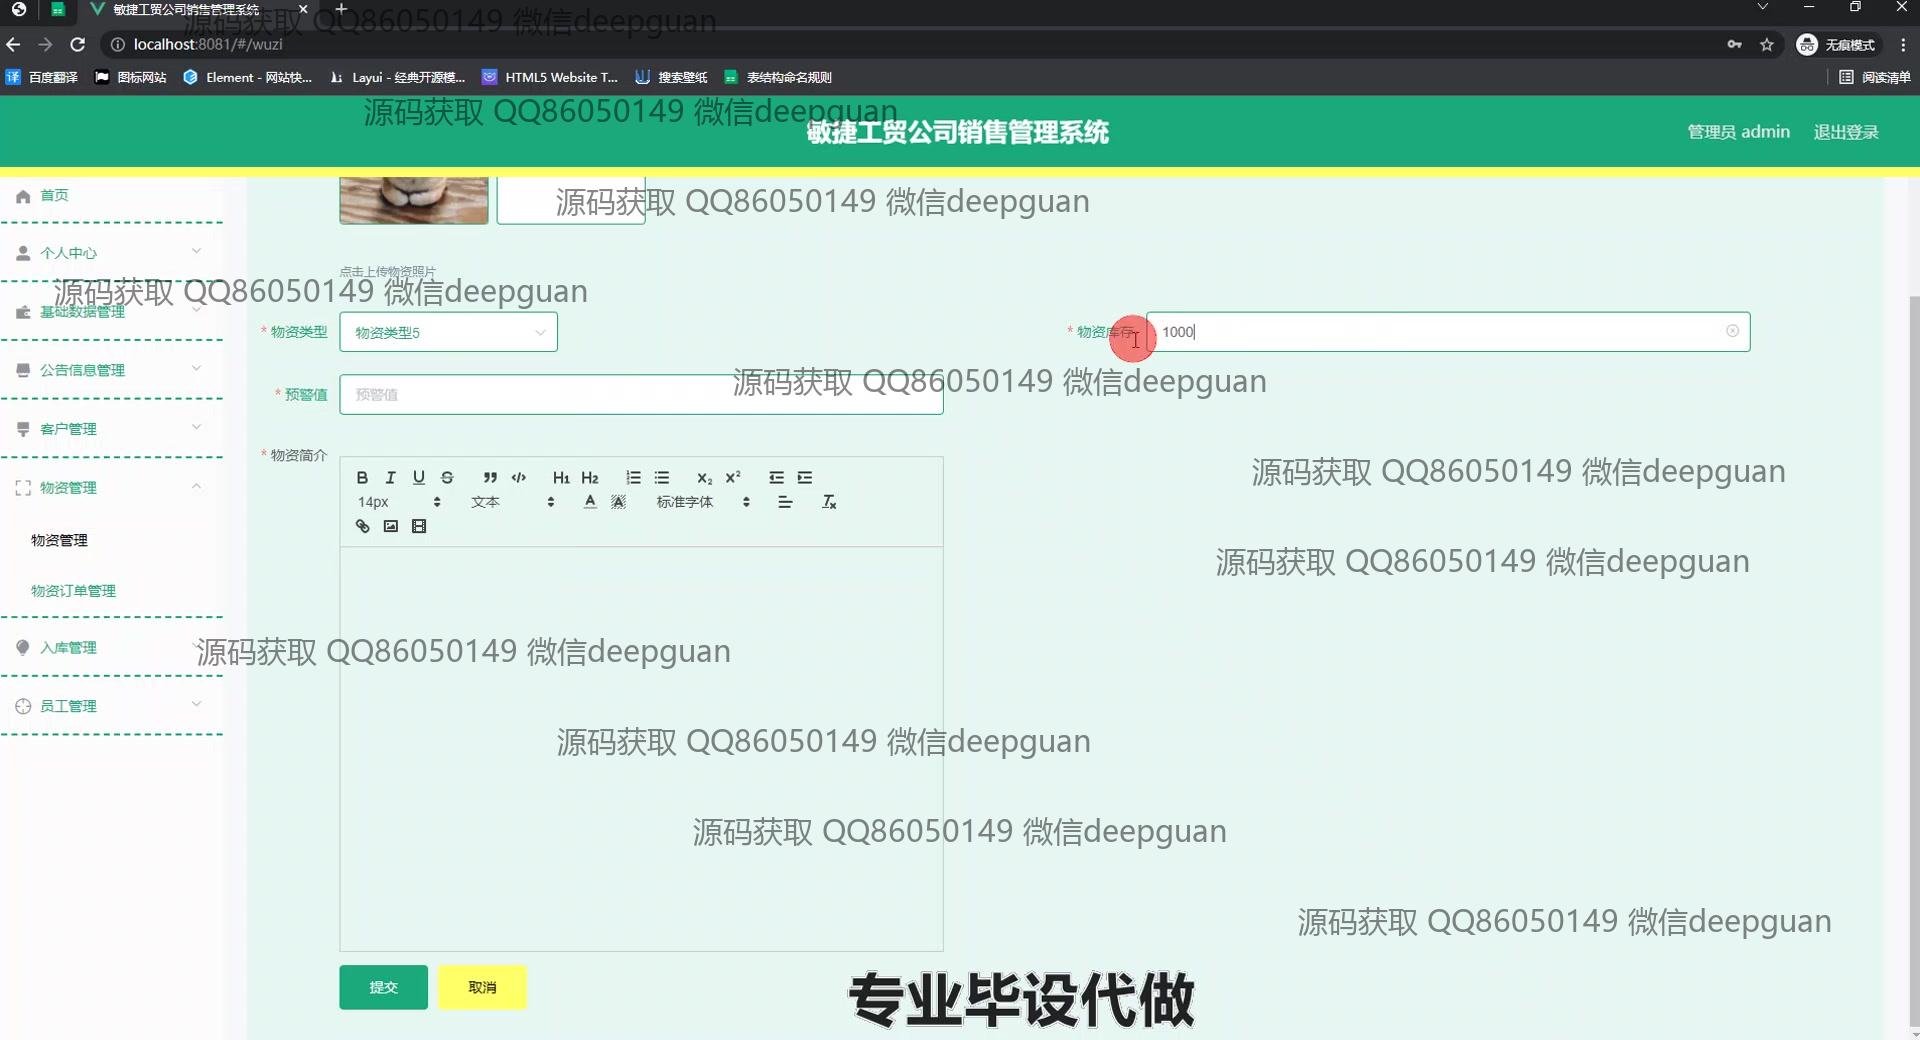 敏捷工贸公司销售管理系统
源码获取 QQ86050149 微信deepguan
localhost:8081/#/wuzi
无痕模式
百度翻译
图标网站
Element - 网站快...
Layui - 经典开源模...
HTML5 Website T...
搜索壁纸
表结构命名规则
阅读清单
源码获取 QQ86050149 微信deepguan
敏捷工贸公司销售管理系统
管理员 admin
退出登录
首页
源码获取 QQ86050149 微信deepguan
个人中心
点击上传物资照片
源码获取 QQ86050149 微信deepguan
基础数据管理
* 物资类型
物资类型5
* 物资库存
1000
公告信息管理
源码获取 QQ86050149 微信deepguan
* 预警值
预警值
客户管理
* 物资简介
源码获取 QQ86050149 微信deepguan
B I U S H1 H2 X2 X2
14px
文本
A A
标准字体
物资管理
物资管理
源码获取 QQ86050149 微信deepguan
物资订单管理
入库管理
源码获取 QQ86050149 微信deepguan
员工管理
源码获取 QQ86050149 微信deepguan
源码获取 QQ86050149 微信deepguan
源码获取 QQ86050149 微信deepguan
提交
取消
专业毕设代做